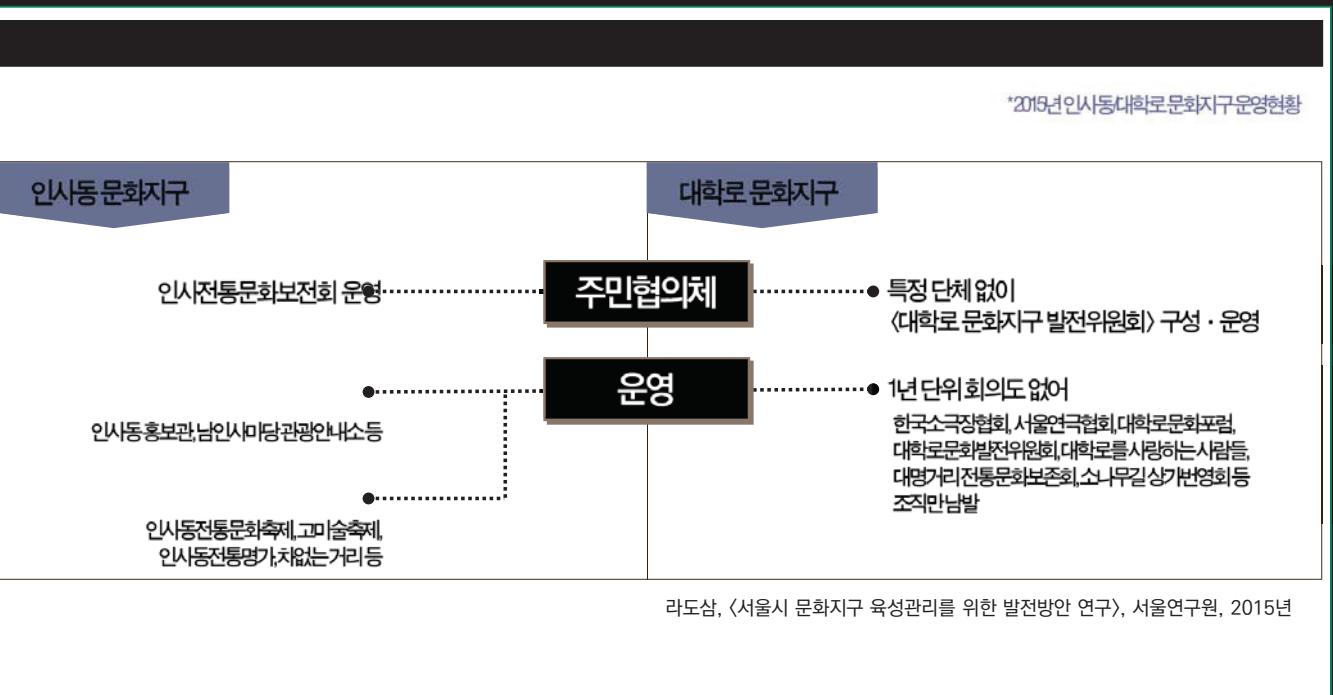 *2015년 인사동/대학로 문화지구 운영현황
인사동 문화지구
대학로 문화지구
인사전통문화보전회 운영
주민협의체
특정 단체 없이
〈대학로 문화지구 발전위원회〉 구성 · 운영
운영
1년 단위 회의도 없어
한국소극장협회, 서울연극협회, 대학로문화포럼,
대학로문화발전위원회, 대학로를 사랑하는 사람들,
대명거리 전통문화보존회, 소나무길 상가번영회 등
조직만 남발
인사동 홍보관, 남인사마당 관광안내소 등
인사동전통문화축제, 고미술축제,
인사동전통명가, 차없는 거리 등
라도삼, 〈서울시 문화지구 육성관리를 위한 발전방안 연구〉, 서울연구원, 2015년